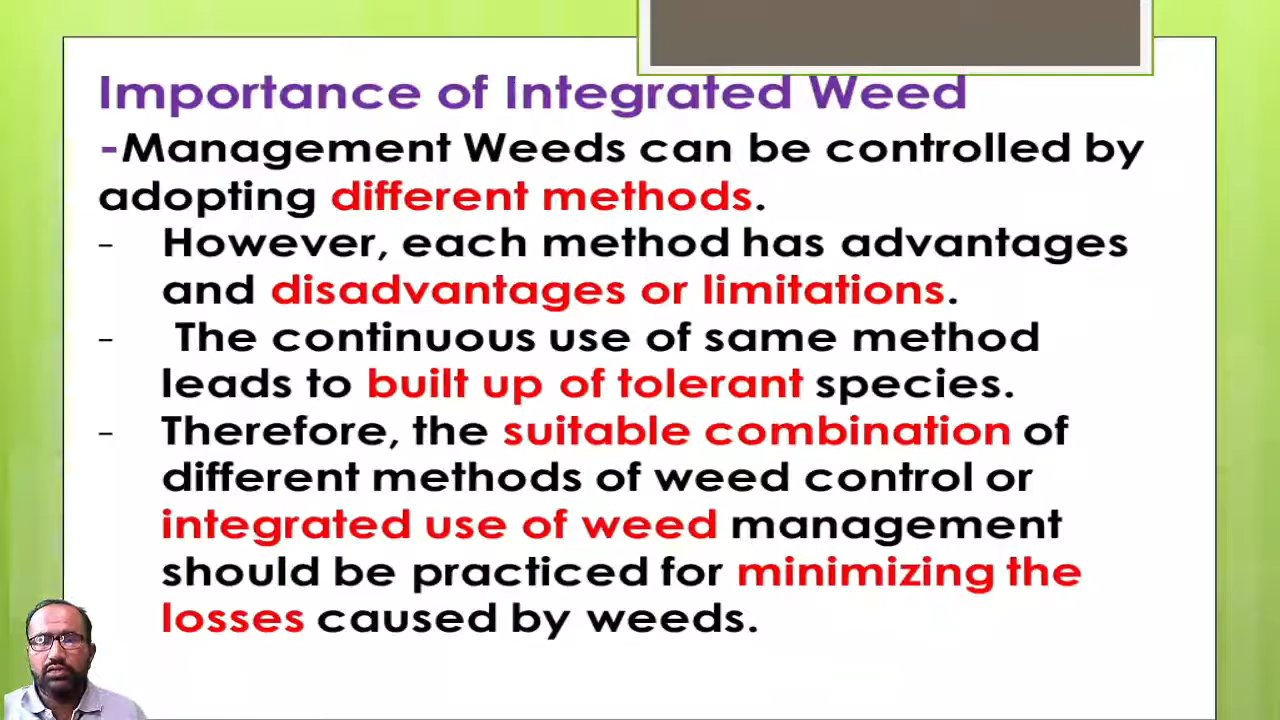 Importance of Integrated Weed
-Management Weeds can be controlled by
adopting different methods.
- However, each method has advantages
and disadvantages or limitations.
- The continuous use of same method
leads to built up of tolerant species.
- Therefore, the suitable combination of
different methods of weed control or
integrated use of weed management
should be practiced for minimizing the
losses caused by weeds.